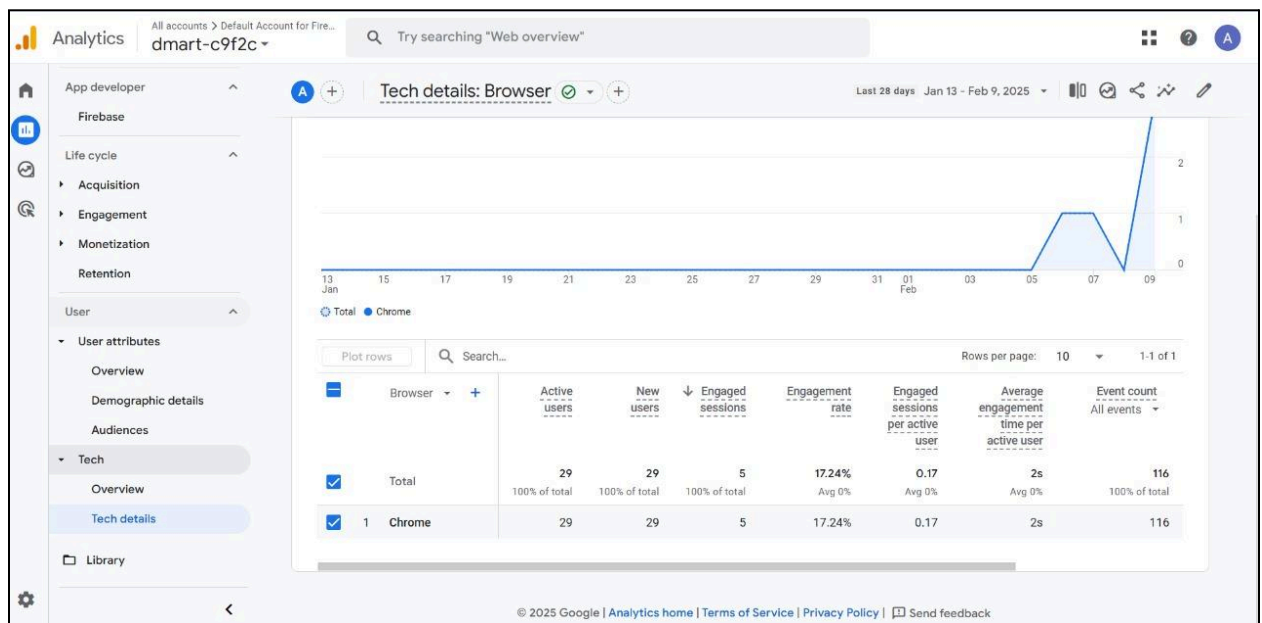 Analytics
All accounts > Default Account for Fire...
dmart-c9f2c
Try searching "Web overview"
A
App developer
Firebase
Life cycle
Acquisition
Engagement
Monetization
Retention
User
User attributes
Overview
Demographic details
Audiences
Tech
Overview
Tech details
Library
A
Tech details: Browser
Last 28 days Jan 13 - Feb 9, 2025
2
1
0
13 15 17 19 21 23 25 27 29 31 01 03 05 07 09
Jan Feb
Total Chrome
Plot rows Search... Rows per page: 10 1-1 of 1
Browser + Active users New users Engaged sessions Engagement rate Engaged sessions per active user Average engagement time per active user Event count
All events
Total 29 29 5 17.24% 0.17 2s 116
100% of total 100% of total 100% of total Avg 0% Avg 0% Avg 0% 100% of total
1 Chrome 29 29 5 17.24% 0.17 2s 116
© 2025 Google | Analytics home | Terms of Service | Privacy Policy | Send feedback